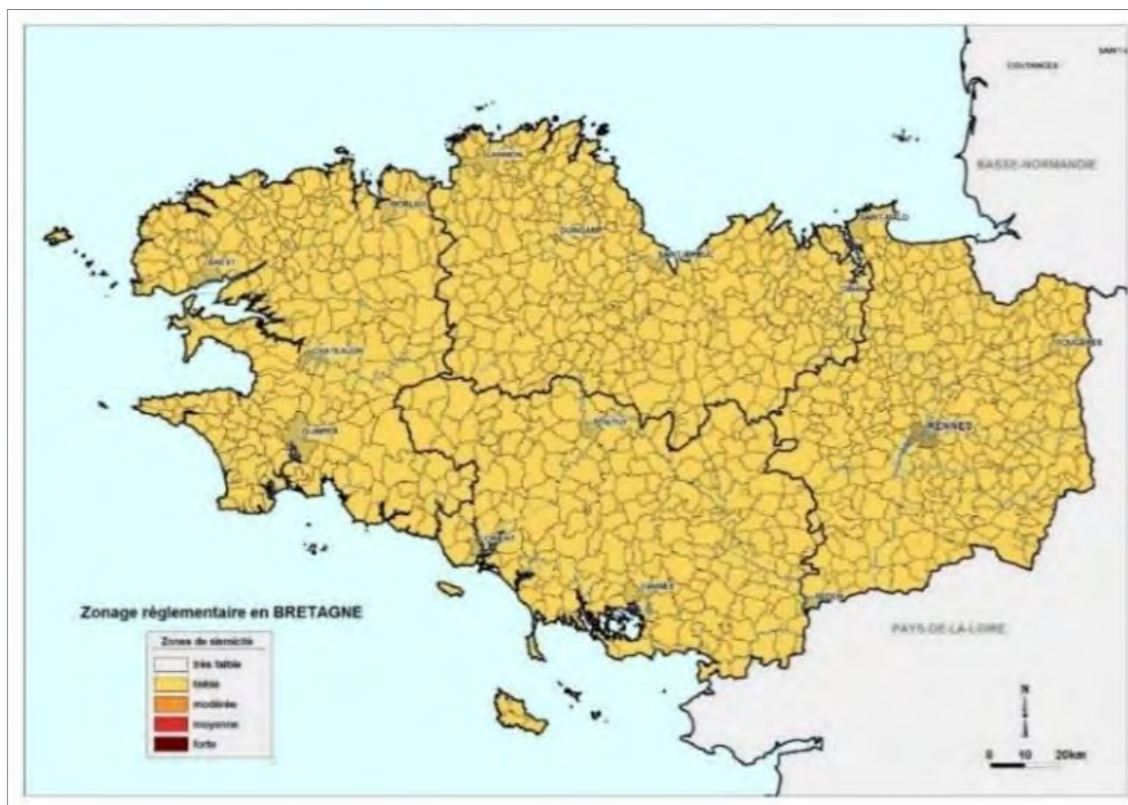 COUTANCES
SAINT-
BASSE-NORMANDIE
LANNION
MORLAIX
GUINGAMP
SAINT-MALO
SAINT-BRIEUC
BREST
DINAN
FOUGERES
CHATEAULIN
PONTIVY
RENNES
QUIMPER
LORIENT
VANNES
REDON
Zonage réglementaire en BRETAGNE
PAYS-DE-LA-LOIRE
Zones de sismicité
très faible
faible
modérée
moyenne
forte
N
0 10 20km